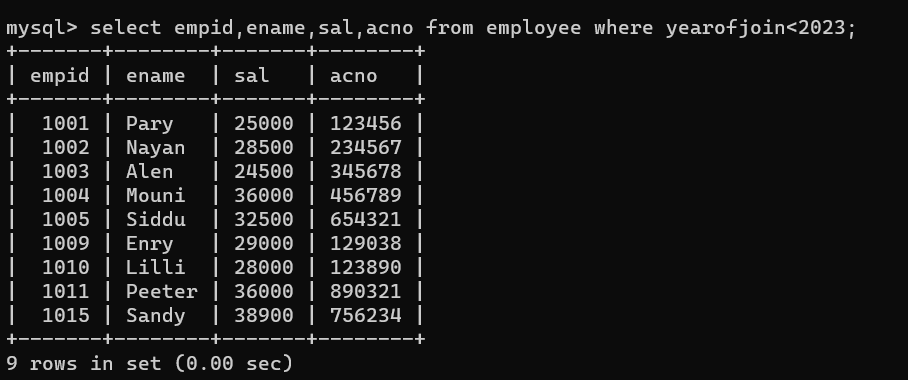 mysql> select empid,ename,sal,acno from employee where yearofjoin<2023;
+-------+--------+-------+--------+
| empid | ename  | sal   | acno   |
+-------+--------+-------+--------+
|  1001 | Pary   | 25000 | 123456 |
|  1002 | Nayan  | 28500 | 234567 |
|  1003 | Alen   | 24500 | 345678 |
|  1004 | Mouni  | 36000 | 456789 |
|  1005 | Siddu  | 32500 | 654321 |
|  1009 | Enry   | 29000 | 129038 |
|  1010 | Lilli  | 28000 | 123890 |
|  1011 | Peeter | 36000 | 890321 |
|  1015 | Sandy  | 38900 | 756234 |
+-------+--------+-------+--------+
9 rows in set (0.00 sec)